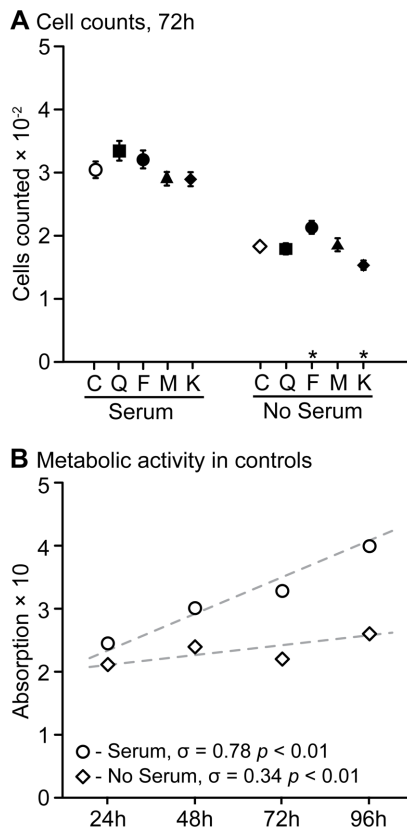 A Cell counts, 72h
Cells counted × 10⁻²
5
4
3
2
1
0
* *
C Q F M K C Q F M K
Serum No Serum
B Metabolic activity in controls
Absorption × 10
5
4
3
2
1
0
○ - Serum, σ = 0.78 p < 0.01
◇ - No Serum, σ = 0.34 p < 0.01
24h 48h 72h 96h